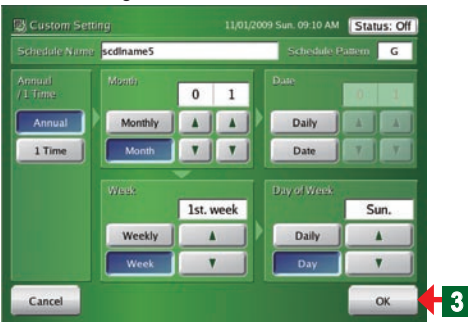 Custom Setting 11/01/2009 Sun. 09:10 AM Status: Off
Schedule Name scdlname5 Schedule Pattern G
Annual
/1 Time
Annual
1 Time
Month
0 1
Monthly
Month
Date
0 1
Daily
Date
Week
1st. week
Weekly
Week
Day of Week
Sun.
Daily
Day
Cancel OK 3